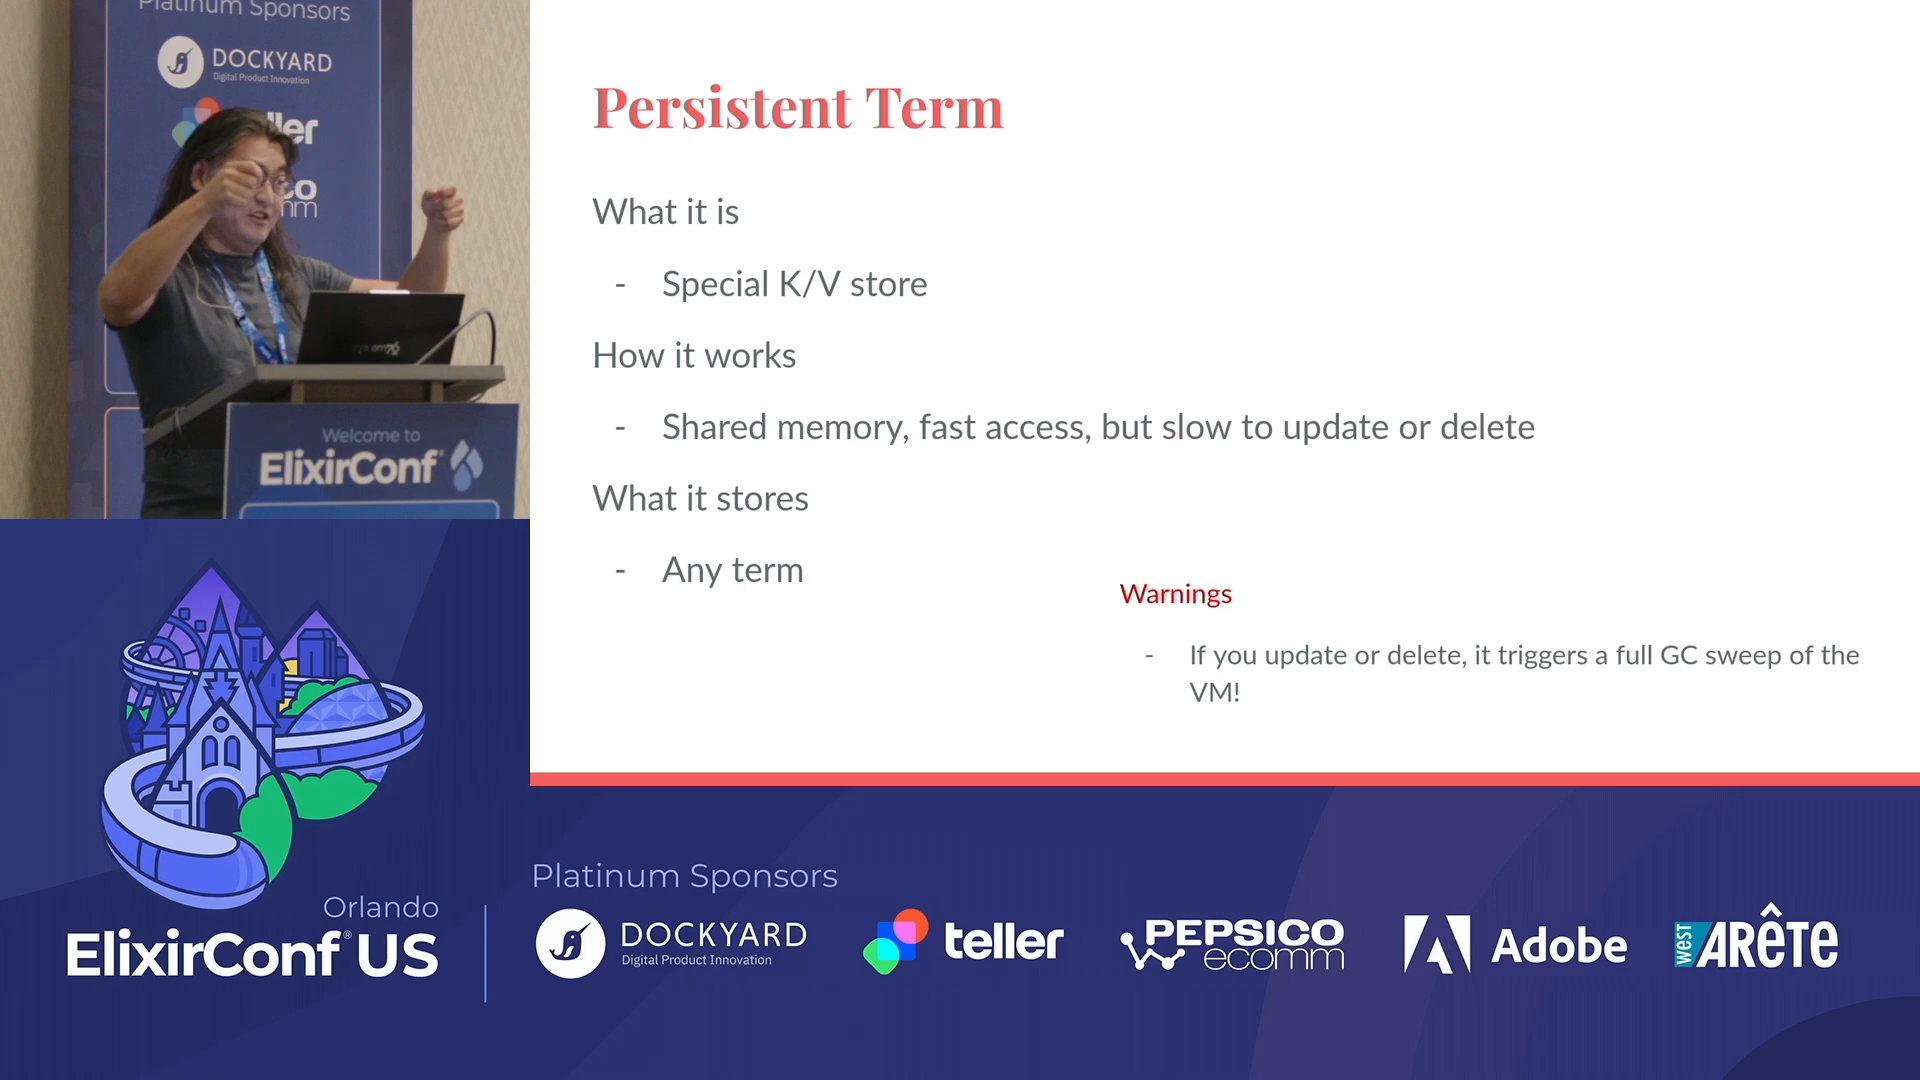 Platinum Sponsors
DOCKYARD
Digital Product Innovation
Welcome to
ElixirConf
Persistent Term
What it is
- Special K/V store
How it works
- Shared memory, fast access, but slow to update or delete
What it stores
- Any term
Warnings
- If you update or delete, it triggers a full GC sweep of the
VM!
Orlando
ElixirConf® US
Platinum Sponsors
DOCKYARD
Digital Product Innovation
teller
PEPSICO
ecomm
Adobe
west ARÊTE